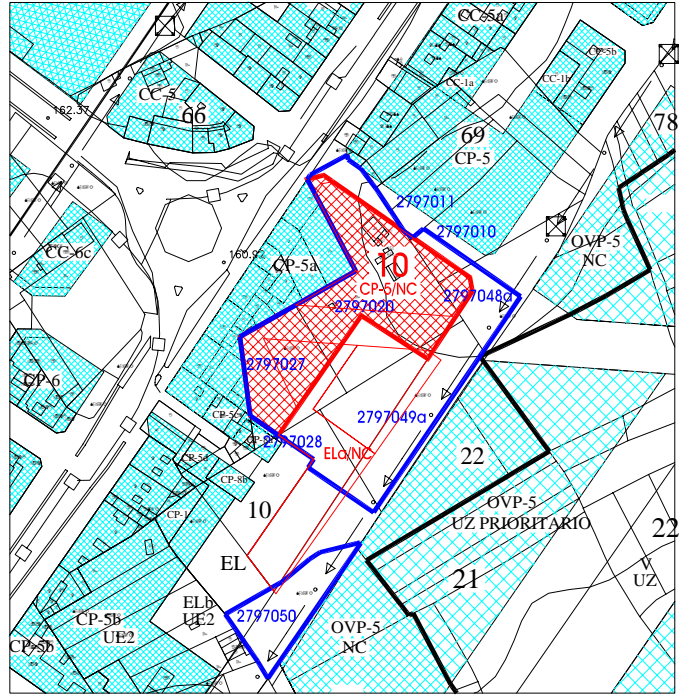 CC-5a
CP-5b
CC-1a
CC-1b
CC-5
66
162.37
69
CP-5
78
2797011
2797010
OVP-5
NC
CC-6c
160.92
CP-5a
10
CP-5/NC
2797020
2797048a
2797027
CP-6
CP-5c
2797028
2797049a
ELa/NC
22
CP-5d
CP-8b
10
CP-1
OVP-5
UZ PRIORITARIO
22
21
V
UZ
EL
ELb
UE2
2797050
CP-5b
UE2
CP-5b
OVP-5
NC